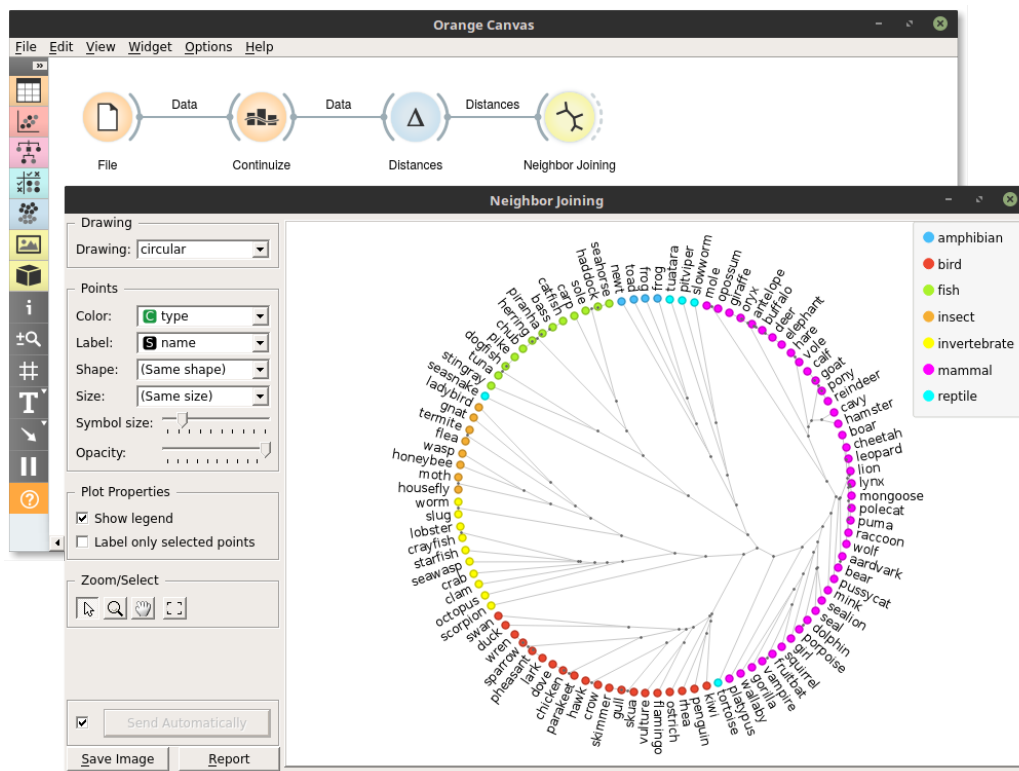 Orange Canvas
File Edit View Widget Options Help
Data
Data
Distances
File
Continuize
Distances
Neighbor Joining
Neighbor Joining
Drawing
Drawing: circular
Points
Color: C type
Label: S name
Shape: (Same shape)
Size: (Same size)
Symbol size:
Opacity:
Plot Properties
Show legend
Label only selected points
Zoom/Select
Send Automatically
Save Image
Report
amphibian
bird
fish
insect
invertebrate
mammal
reptile
newt
toad
frog
frog
tuatara
pitviper
slowworm
mole
opossum
giraffe
oryx
antelope
buffalo
deer
elephant
hare
vole
calf
goat
pony
reindeer
cavy
hamster
boar
cheetah
leopard
lion
lynx
mongoose
polecat
puma
raccoon
wolf
aardvark
bear
pussycat
mink
sealion
seal
dolphin
porpoise
girl
squirrel
fruitbat
vampire
gorilla
wallaby
platypus
tortoise
kiwi
penguin
rhea
ostrich
flamingo
vulture
skua
gull
skimmer
crow
hawk
parakeet
chicken
dove
lark
pheasant
sparrow
wren
duck
swan
scorpion
octopus
clam
crab
seawasp
starfish
crayfish
lobster
slug
worm
housefly
moth
honeybee
wasp
flea
termite
gnat
ladybird
seasnake
stingray
tuna
dogfish
pike
chub
herring
piranha
bass
catfish
carp
sole
haddock
seahorse